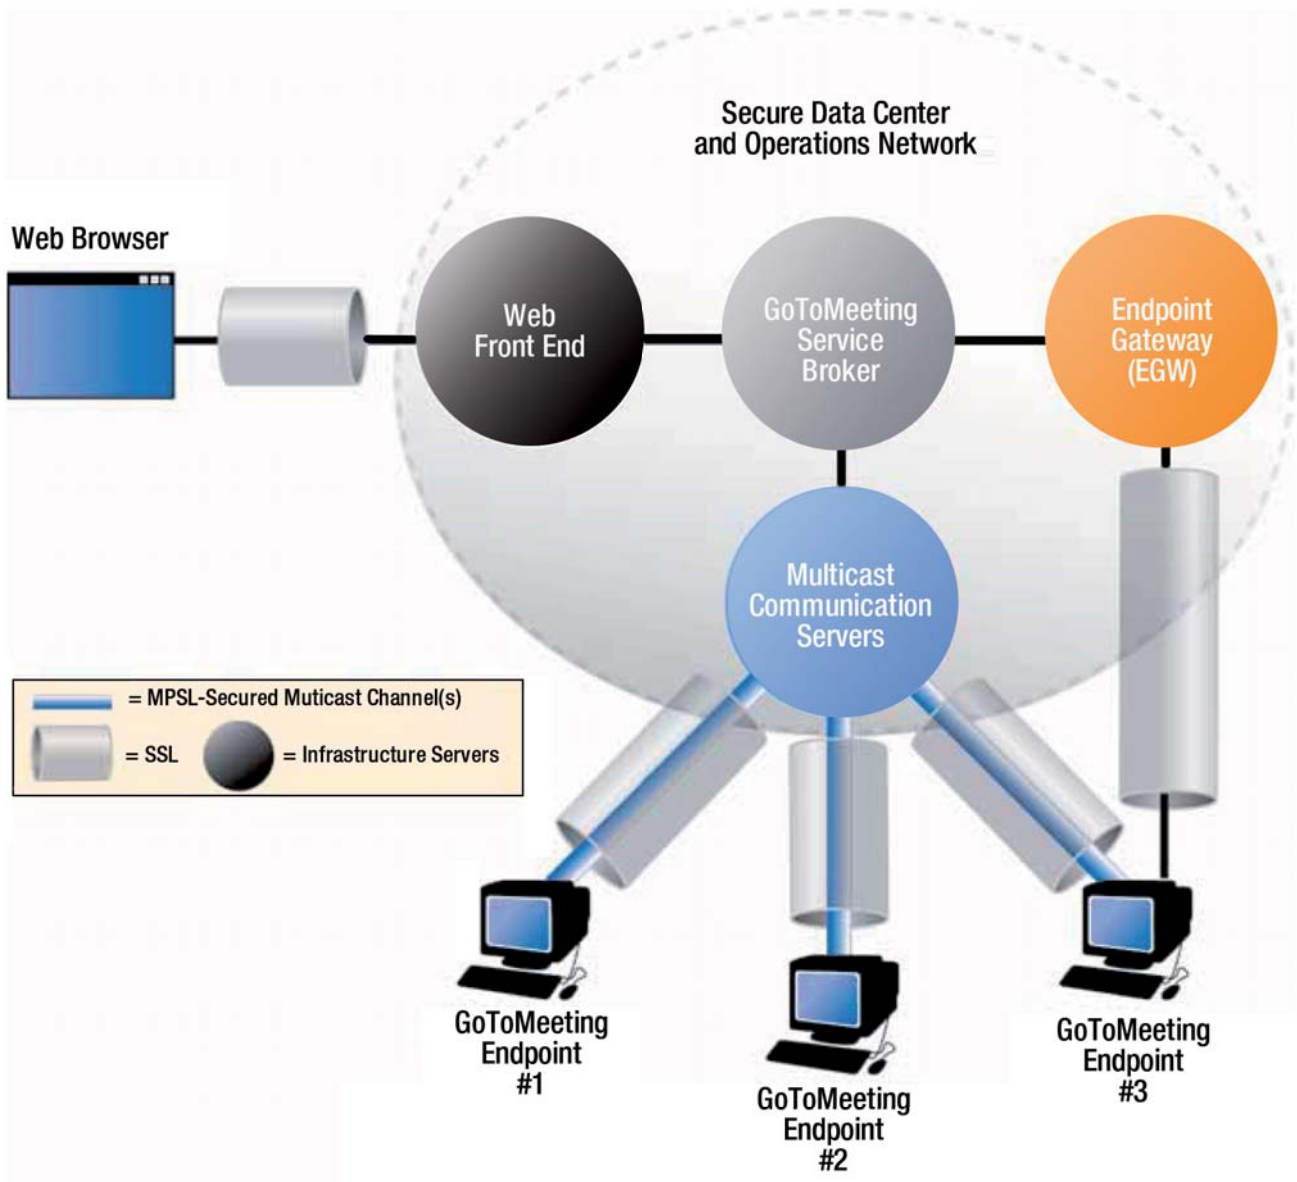 Secure Data Center
and Operations Network
Web Browser
Web
Front End
GoToMeeting
Service
Broker
Endpoint
Gateway
(EGW)
Multicast
Communication
Servers
= MPSL-Secured Muticast Channel(s)
= SSL
= Infrastructure Servers
GoToMeeting
Endpoint
#1
GoToMeeting
Endpoint
#2
GoToMeeting
Endpoint
#3